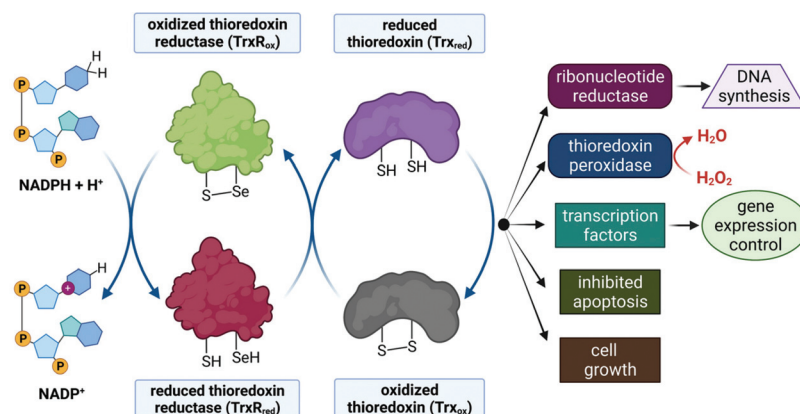 oxidized thioredoxin
reductase (TrxRox)
reduced
thioredoxin (Trxred)
H
H
P
P
P
NADPH + H⁺
S
Se
SH
SH
ribonucleotide
reductase
DNA
synthesis
thioredoxin
peroxidase
H₂O
H₂O₂
transcription
factors
gene
expression
control
inhibited
apoptosis
cell
growth
H
+
P
P
P
NADP⁺
SH
SeH
S
S
reduced thioredoxin
reductase (TrxRred)
oxidized
thioredoxin (Trxox)